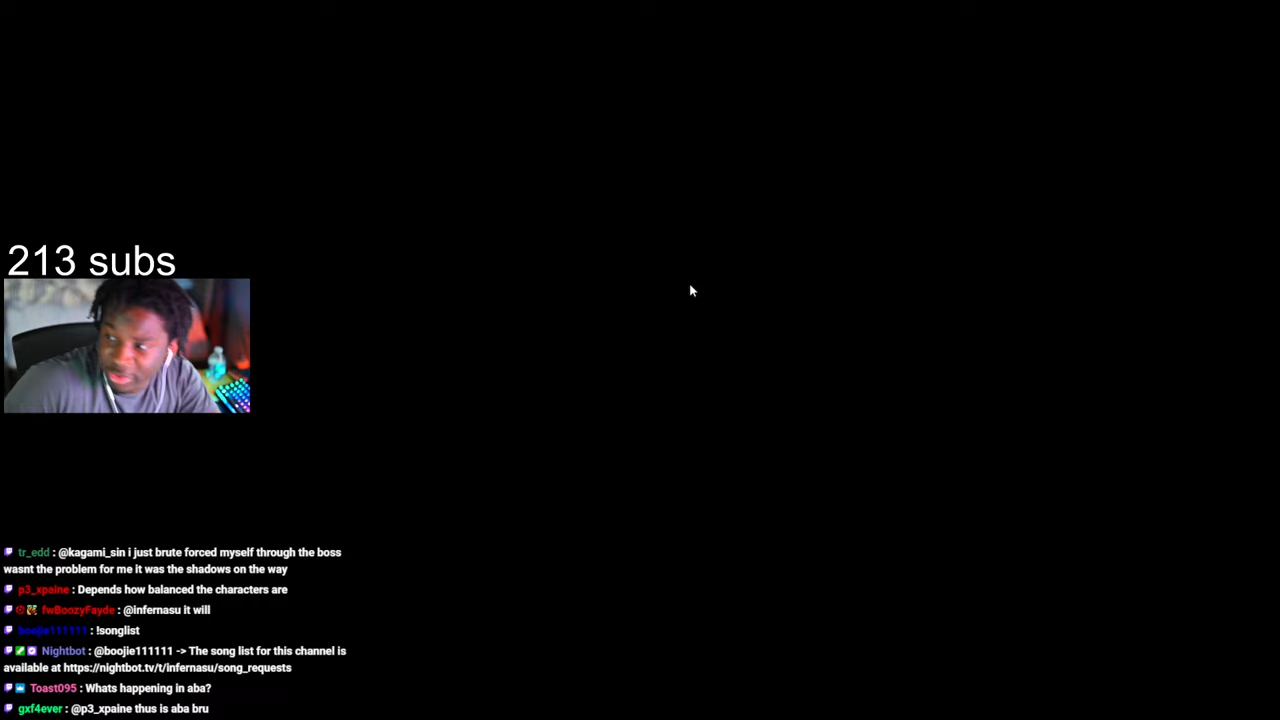 213 subs
tr_edd : @kagami_sin i just brute forced myself through the boss
wasnt the problem for me it was the shadows on the way
p3_xpaine : Depends how balanced the characters are
fwBoozyFayde : @infernasu it will
boojie111111 : !songlist
Nightbot : @boojie111111 -> The song list for this channel is
available at https://nightbot.tv/t/infernasu/song_requests
Toast095 : Whats happening in aba?
gxf4ever : @p3_xpaine thus is aba bru